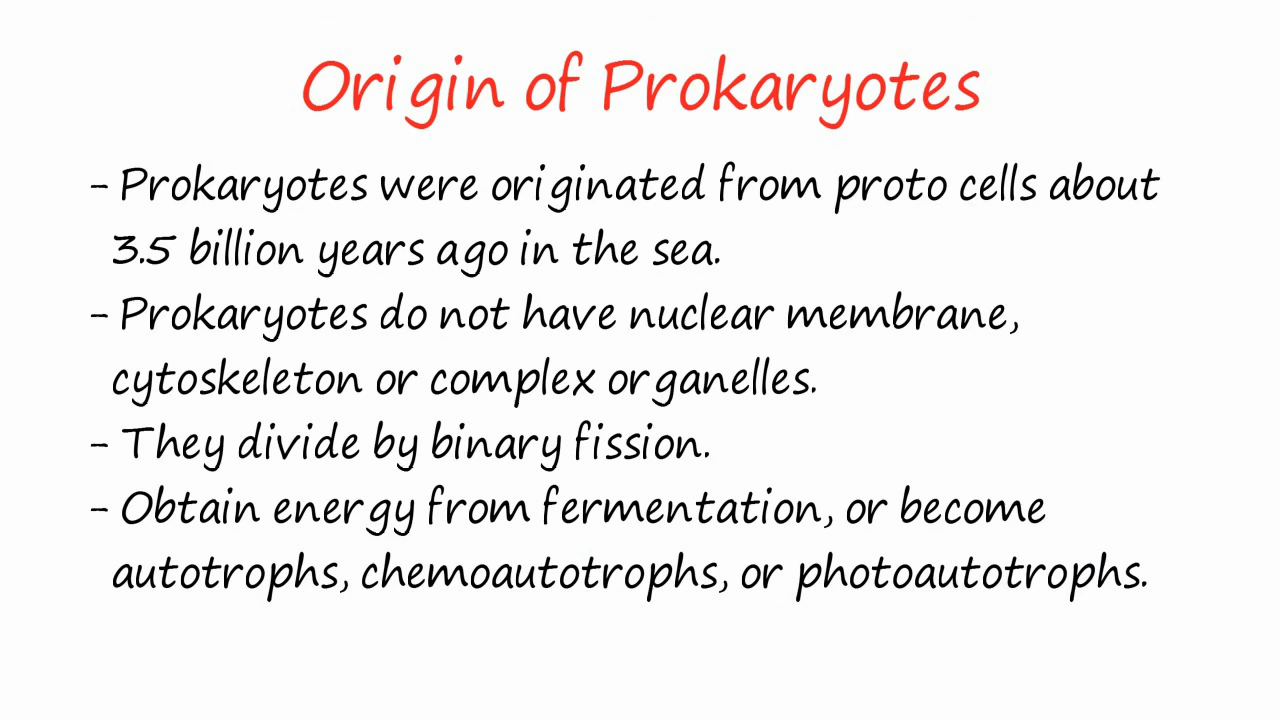 Origin of Prokaryotes
- Prokaryotes were originated from proto cells about
3.5 billion years ago in the sea.
- Prokaryotes do not have nuclear membrane,
cytoskeleton or complex organelles.
- They divide by binary fission.
- Obtain energy from fermentation, or become
autotrophs, chemoautotrophs, or photoautotrophs.